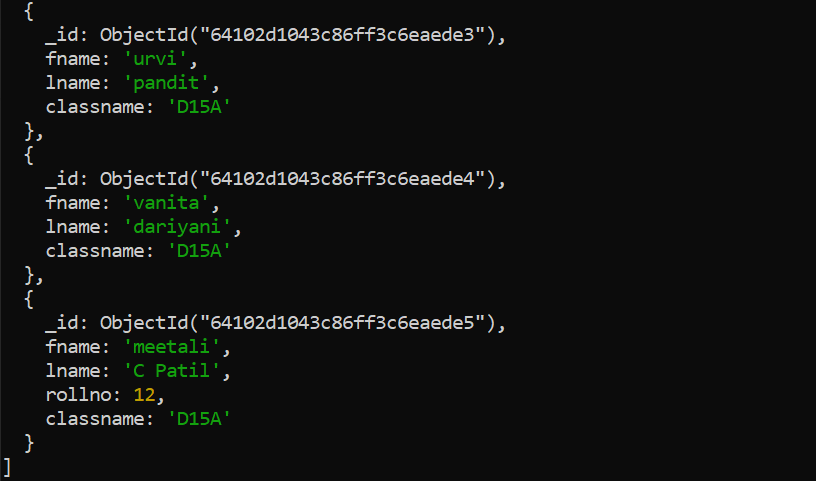 {
_id: ObjectId("64102d1043c86ff3c6eaede3"),
fname: 'urvi',
lname: 'pandit',
classname: 'D15A'
},
{
_id: ObjectId("64102d1043c86ff3c6eaede4"),
fname: 'vanita',
lname: 'dariyani',
classname: 'D15A'
},
{
_id: ObjectId("64102d1043c86ff3c6eaede5"),
fname: 'meetali',
lname: 'C Patil',
rollno: 12,
classname: 'D15A'
}
]